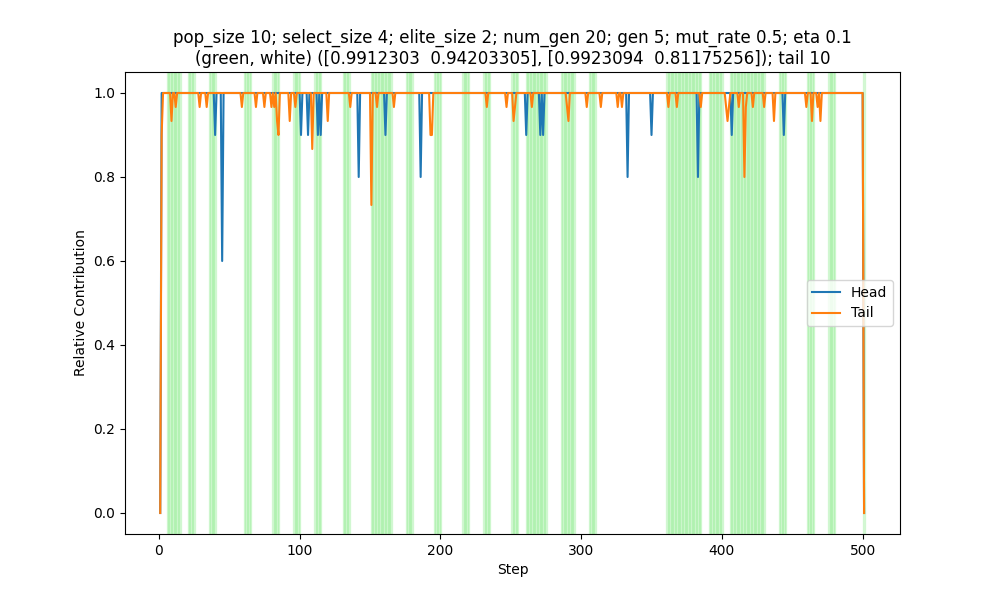 pop_size 10; select_size 4; elite_size 2; num_gen 20; gen 5; mut_rate 0.5; eta 0.1
(green, white) ([0.9912303  0.94203305], [0.9923094  0.81175256]); tail 10
1.0
0.8
0.6
0.4
0.2
0.0
Relative Contribution
Head
Tail
0
100
200
300
400
500
Step